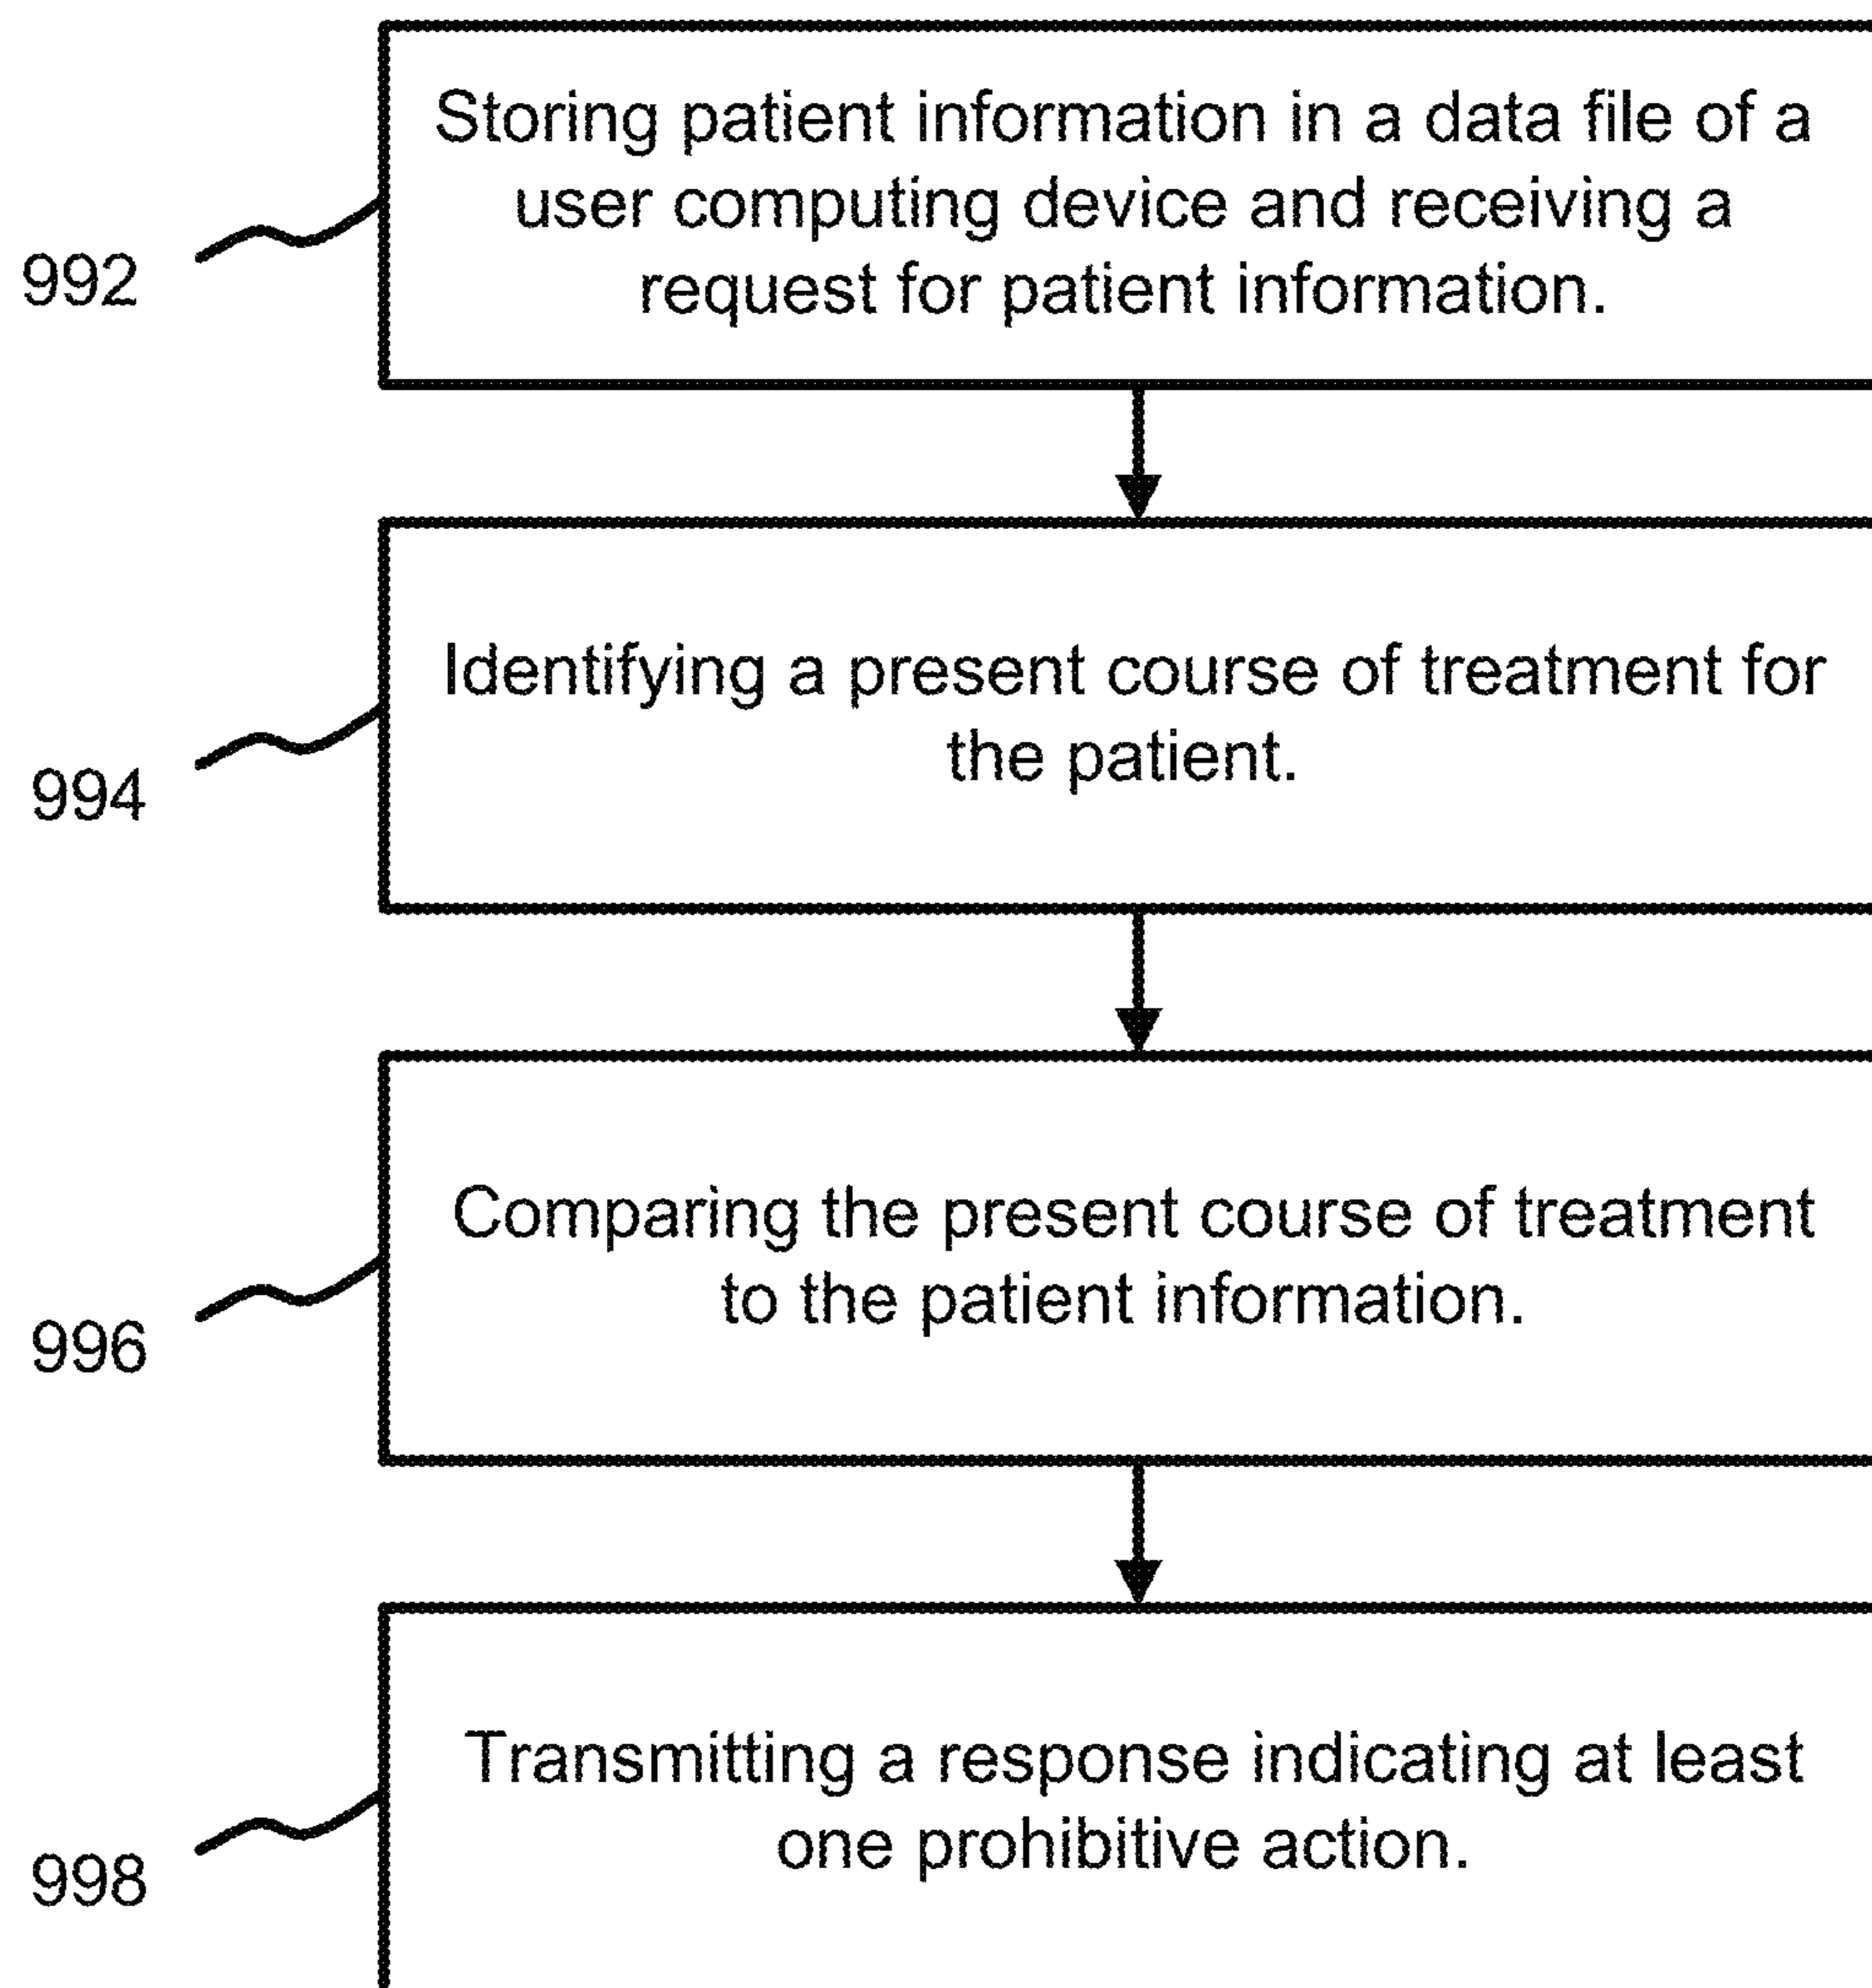 Storing patient information in a data file of a
user computing device and receiving a
request for patient information.
992
Identifying a present course of treatment for
the patient.
994
Comparing the present course of treatment
to the patient information.
996
Transmitting a response indicating at least
one prohibitive action.
998